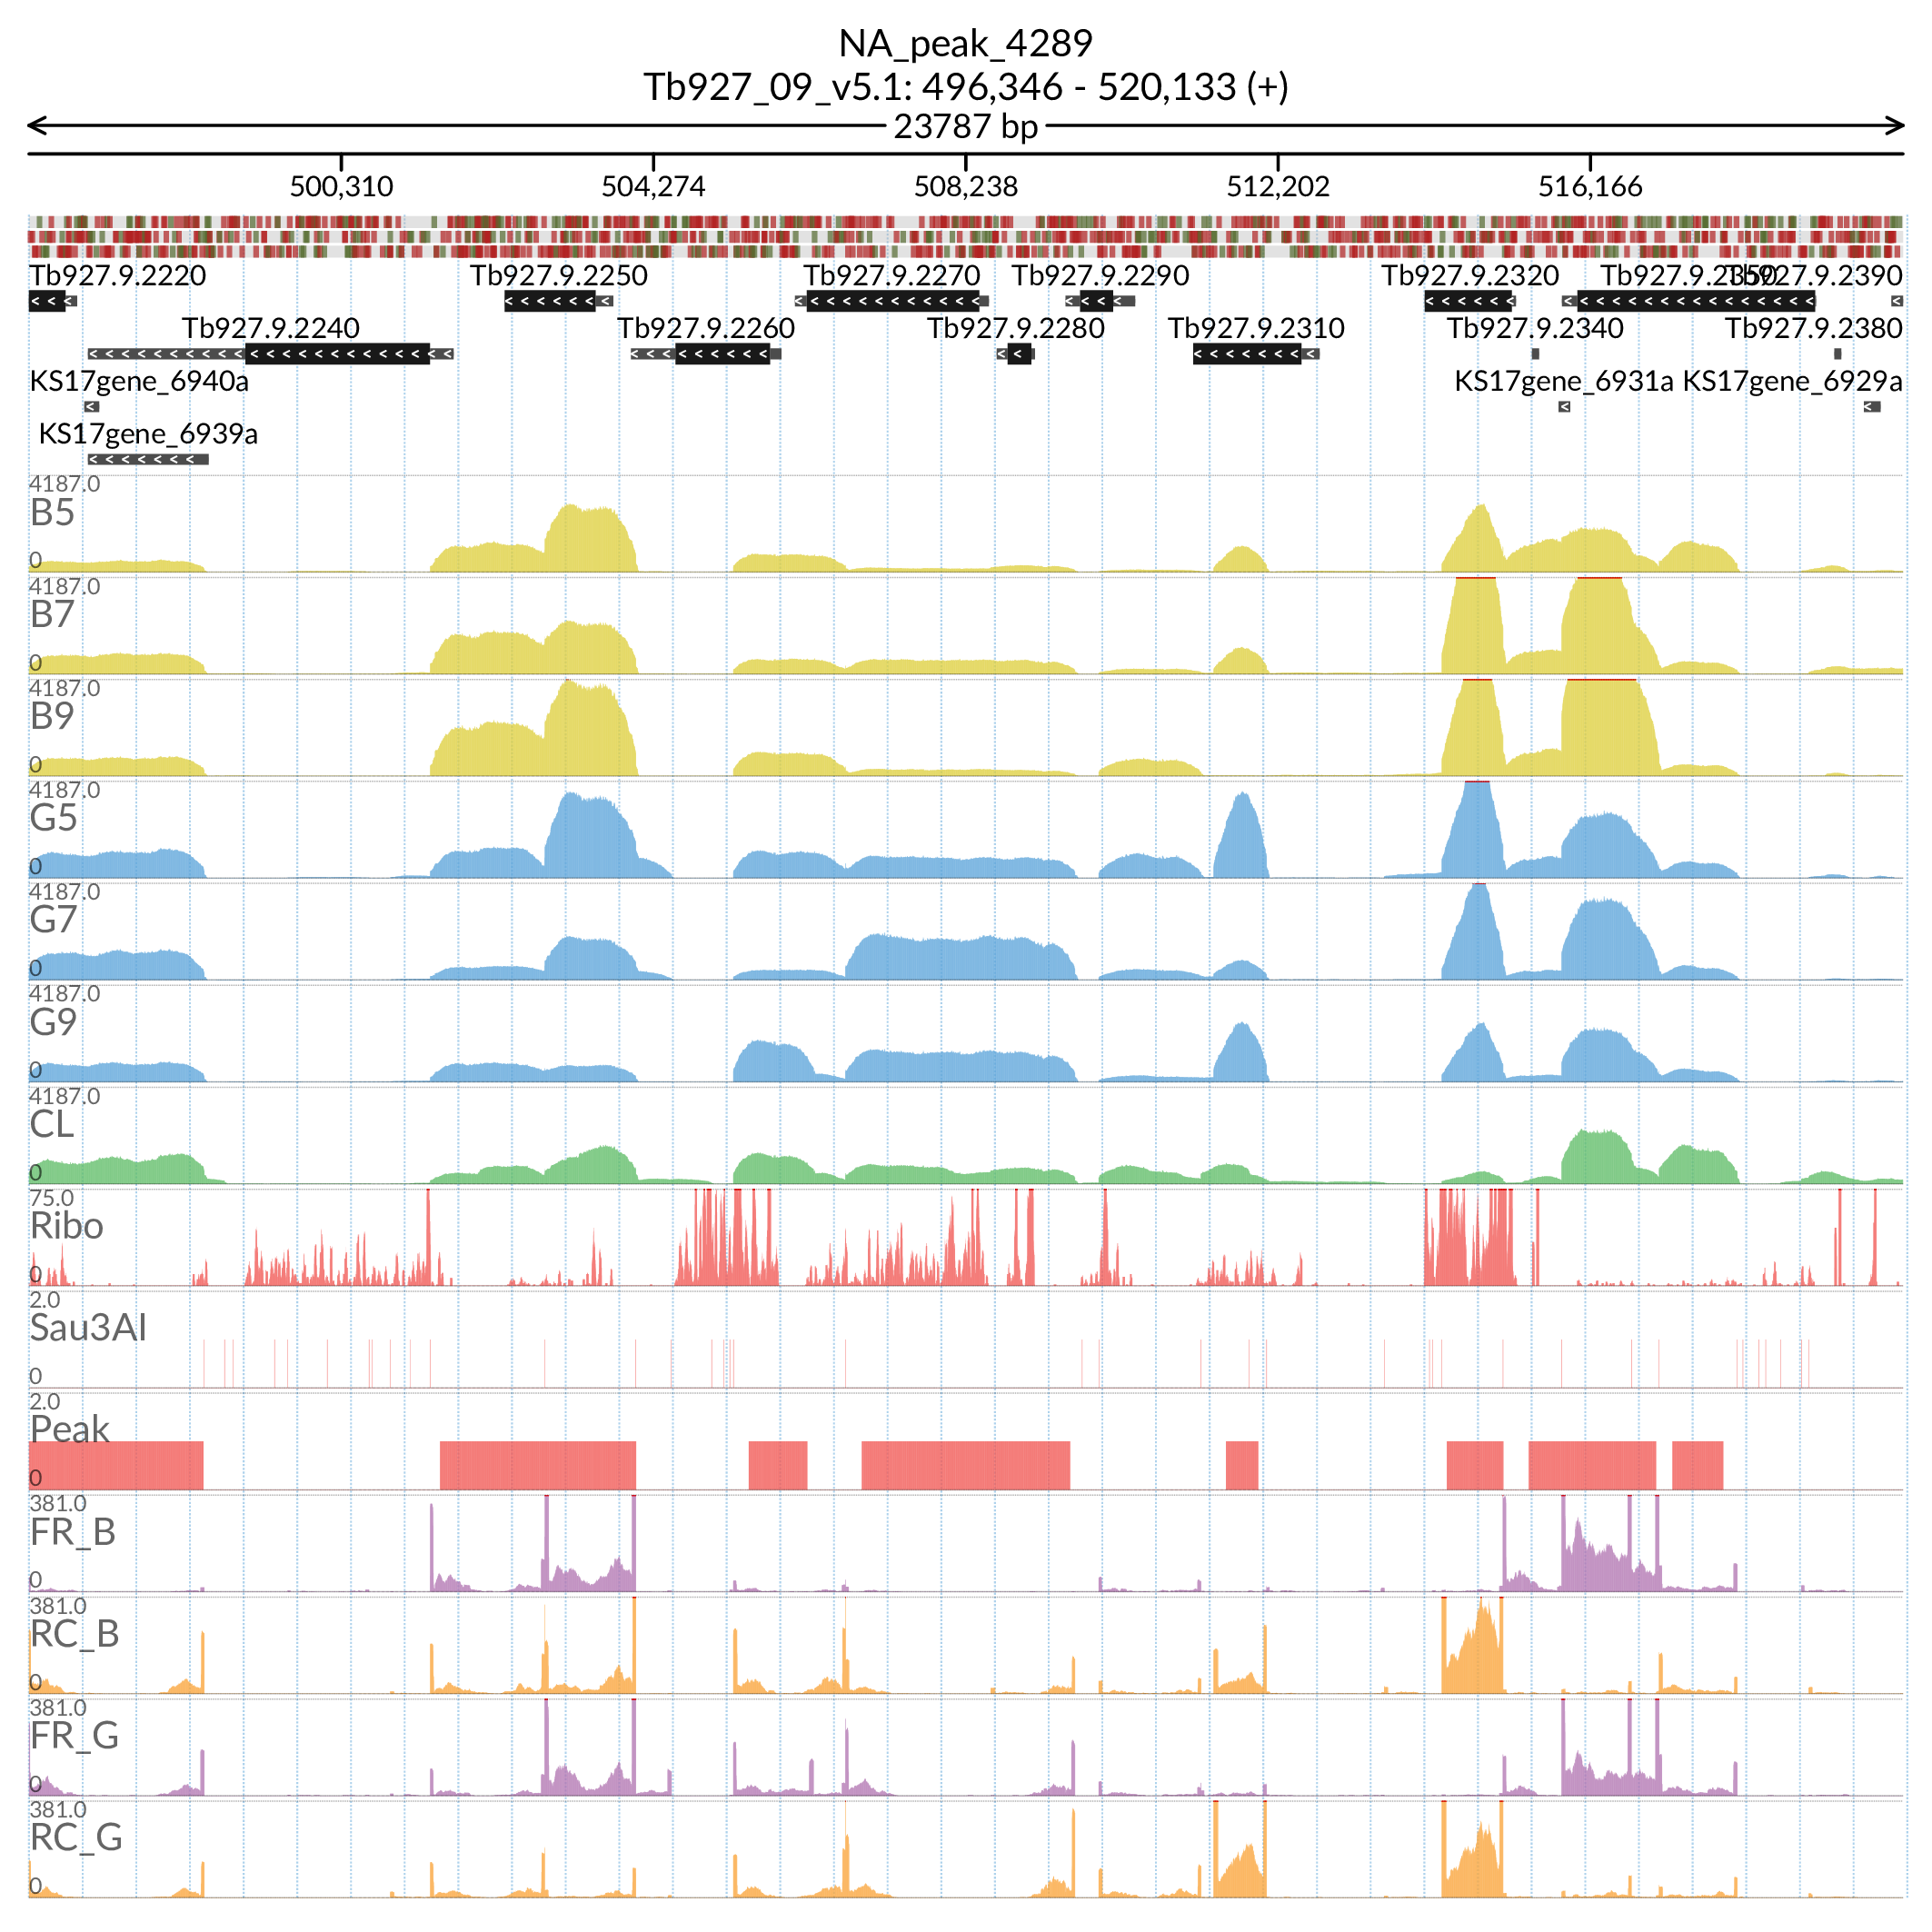 NA_peak_4289
Tb927_09_v5.1: 496,346 - 520,133 (+)
23787 bp
500,310 504,274 508,238 512,202 516,166
Tb927.9.2220 Tb927.9.2250 Tb927.9.2270 Tb927.9.2290 Tb927.9.2320 Tb927.9.2350 Tb927.9.2390
Tb927.9.2240 Tb927.9.2260 Tb927.9.2280 Tb927.9.2310 Tb927.9.2340 Tb927.9.2380
KS17gene_6940a KS17gene_6931a KS17gene_6929a
KS17gene_6939a
4187.0
B5
0
4187.0
B7
0
4187.0
B9
0
4187.0
G5
0
4187.0
G7
0
4187.0
G9
0
4187.0
CL
0
75.0
Ribo
0
2.0
Sau3AI
0
2.0
Peak
0
381.0
FR_B
0
381.0
RC_B
0
381.0
FR_G
0
381.0
RC_G
0